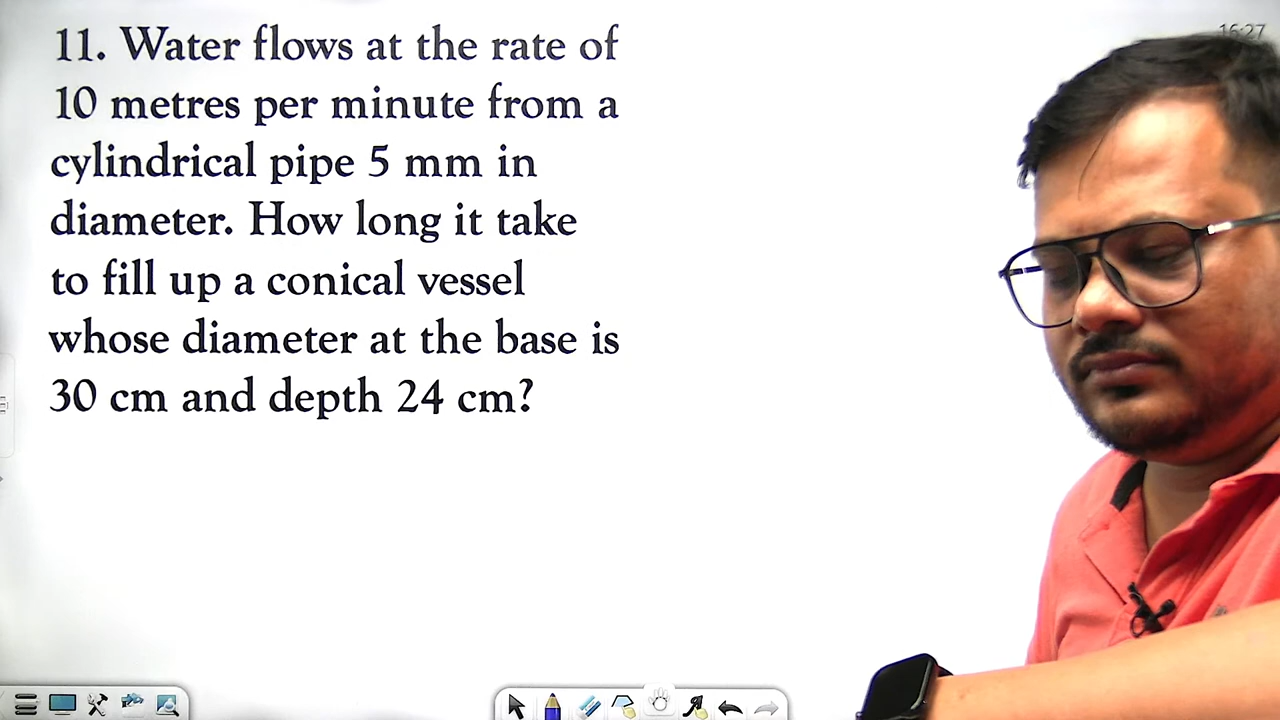 16:27
11. Water flows at the rate of
10 metres per minute from a
cylindrical pipe 5 mm in
diameter. How long it take
to fill up a conical vessel
whose diameter at the base is
30 cm and depth 24 cm?